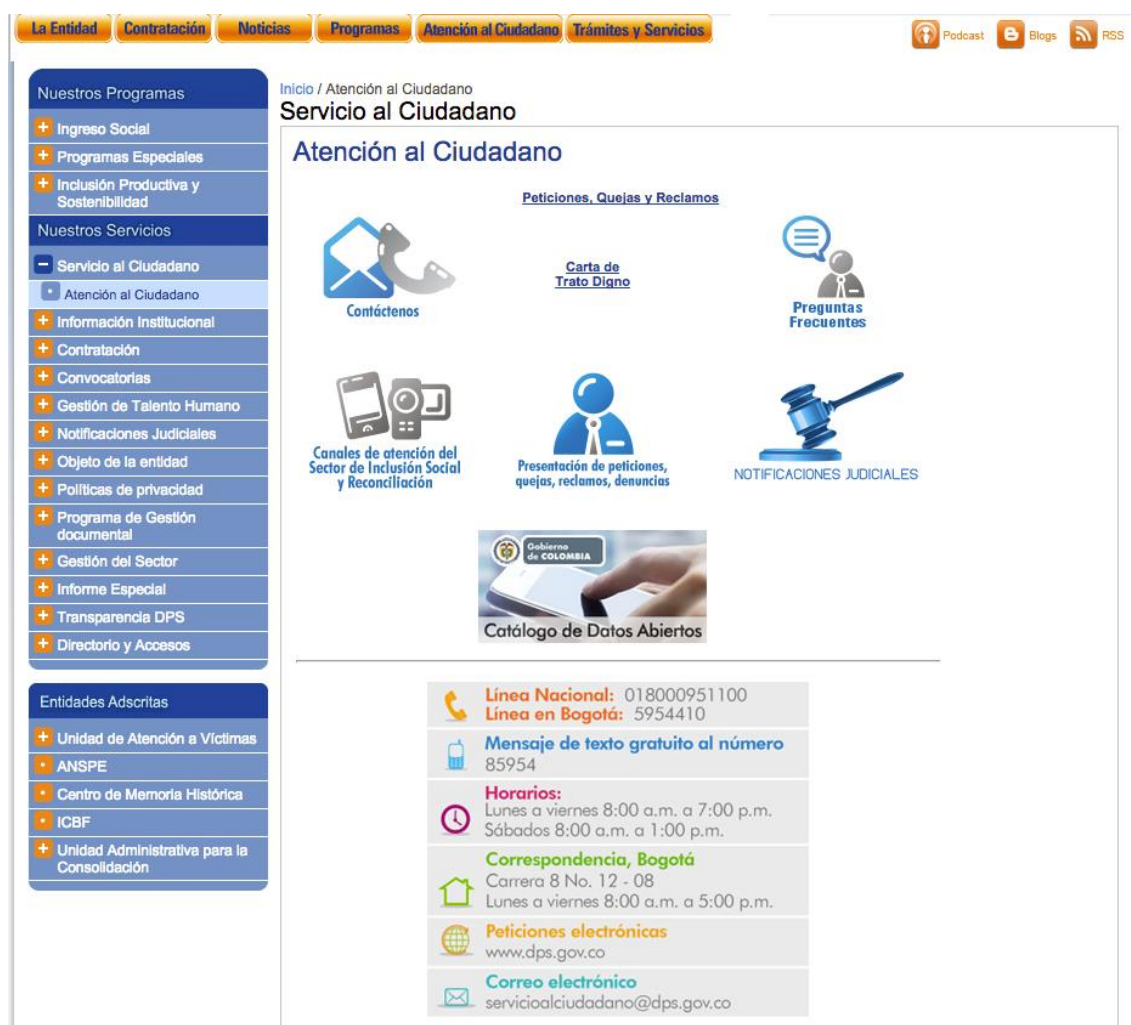 La Entidad
Contratación
Noticias
Programas
Atención al Ciudadano
Trámites y Servicios
Podcast
Blogs
RSS
Nuestros Programas
Ingreso Social
Programas Especiales
Inclusión Productiva y
Sostenibilidad
Nuestros Servicios
Servicio al Ciudadano
Atención al Ciudadano
Información Institucional
Contratación
Convocatorias
Gestión de Talento Humano
Notificaciones Judiciales
Objeto de la entidad
Políticas de privacidad
Programa de Gestión
documental
Gestión del Sector
Informe Especial
Transparencia DPS
Directorio y Accesos
Entidades Adscritas
Unidad de Atención a Víctimas
ANSPE
Centro de Memoria Histórica
ICBF
Unidad Administrativa para la
Consolidación
Inicio / Atención al Ciudadano
Servicio al Ciudadano
Atención al Ciudadano
Peticiones, Quejas y Reclamos
Contáctenos
Carta de
Trato Digno
Preguntas
Frecuentes
Canales de atención del
Sector de Inclusión Social
y Reconciliación
Presentación de peticiones,
quejas, reclamos, denuncias
NOTIFICACIONES JUDICIALES
Gobierno
de COLOMBIA
Catálogo de Datos Abiertos
Línea Nacional: 018000951100
Línea en Bogotá: 5954410
Mensaje de texto gratuito al número
85954
Horarios:
Lunes a viernes 8:00 a.m. a 7:00 p.m.
Sábados 8:00 a.m. a 1:00 p.m.
Correspondencia, Bogotá
Carrera 8 No. 12 - 08
Lunes a viernes 8:00 a.m. a 5:00 p.m.
Peticiones electrónicas
www.dps.gov.co
Correo electrónico
servicioalciudadano@dps.gov.co